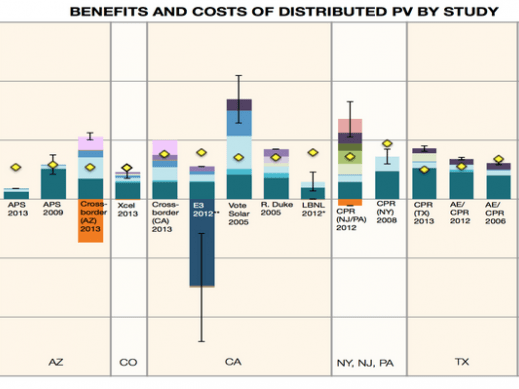 BENEFITS AND COSTS OF DISTRIBUTED PV BY STUDY
APS
2013
APS
2009
Cross-
border
(AZ)
2013
Xcel
2013
Cross-
border
(CA)
2013
E3
2012**
Vote
Solar
2005
R. Duke
2005
LBNL
2012*
CPR
(NJ/PA)
2012
CPR
(NY)
2008
CPR
(TX)
2013
AE/
CPR
2012
AE/
CPR
2006
AZ
CO
CA
NY, NJ, PA
TX